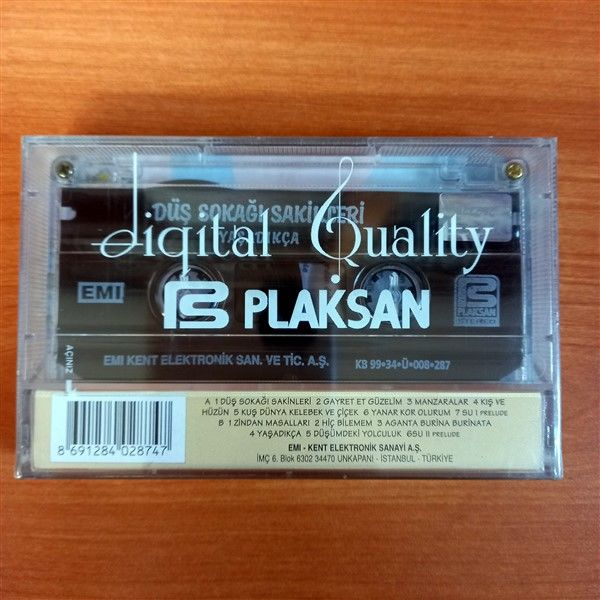 DÜŞ SOKAĞI SAKİNLERİ
YAŞADIKÇA
digital Quality
EMI
PLAKSAN
PLAKSAN
STEREO
EMI KENT ELEKTRONİK SAN. VE TİC. A.Ş.
KB 99•34•Ü•008•287
AÇINIZ
A 1 DÜŞ SOKAĞI SAKİNLERİ 2 GAYRET ET GÜZELİM 3 MANZARALAR 4 KIŞ VE
HÜZÜN 5 KUŞ DÜNYA KELEBEK VE ÇİÇEK 6 YANAR KOR OLURUM 7 SU I PRELUDE
B 1 ZİNDAN MASALLARI 2 HİÇ BİLEMEM 3 AGANTA BURİNA BURİNATA
4 YAŞADIKÇA 5 DÜŞÜMDEKİ YOLCULUK 6SU II PRELUDE
8 691284 028747
EMI - KENT ELEKTRONİK SANAYİ A.Ş.
İMÇ 6. Blok 6302 34470 UNKAPANI - İSTANBUL - TÜRKİYE